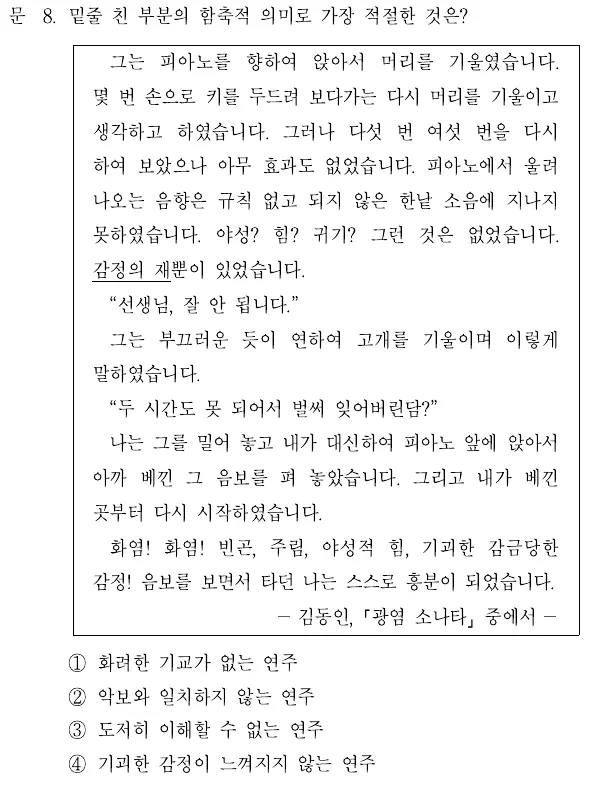 문 8. 밑줄 친 부분의 함축적 의미로 가장 적절한 것은?
그는 피아노를 향하여 앉아서 머리를 기울였습니다.
몇 번 손으로 키를 두드려 보다가는 다시 머리를 기울이고
생각하고 하였습니다. 그러나 다섯 번 여섯 번을 다시
하여 보았으나 아무 효과도 없었습니다. 피아노에서 울려
나오는 음향은 규칙 없고 되지 않은 한낱 소음에 지나지
못하였습니다. 야성? 힘? 귀기? 그런 것은 없었습니다.
감정의 재뿐이 있었습니다.
“선생님, 잘 안 됩니다.”
그는 부끄러운 듯이 연하여 고개를 기울이며 이렇게
말하였습니다.
“두 시간도 못 되어서 벌써 잊어버린담?”
나는 그를 밀어 놓고 내가 대신하여 피아노 앞에 앉아서
아까 베낀 그 음보를 펴 놓았습니다. 그리고 내가 베낀
곳부터 다시 시작하였습니다.
화염! 화염! 빈곤, 주림, 야성적 힘, 기괴한 감금당한
감정! 음보를 보면서 타던 나는 스스로 흥분이 되었습니다.
－ 김동인, ｢광염 소나타｣ 중에서 －
① 화려한 기교가 없는 연주
② 악보와 일치하지 않는 연주
③ 도저히 이해할 수 없는 연주
④ 기괴한 감정이 느껴지지 않는 연주